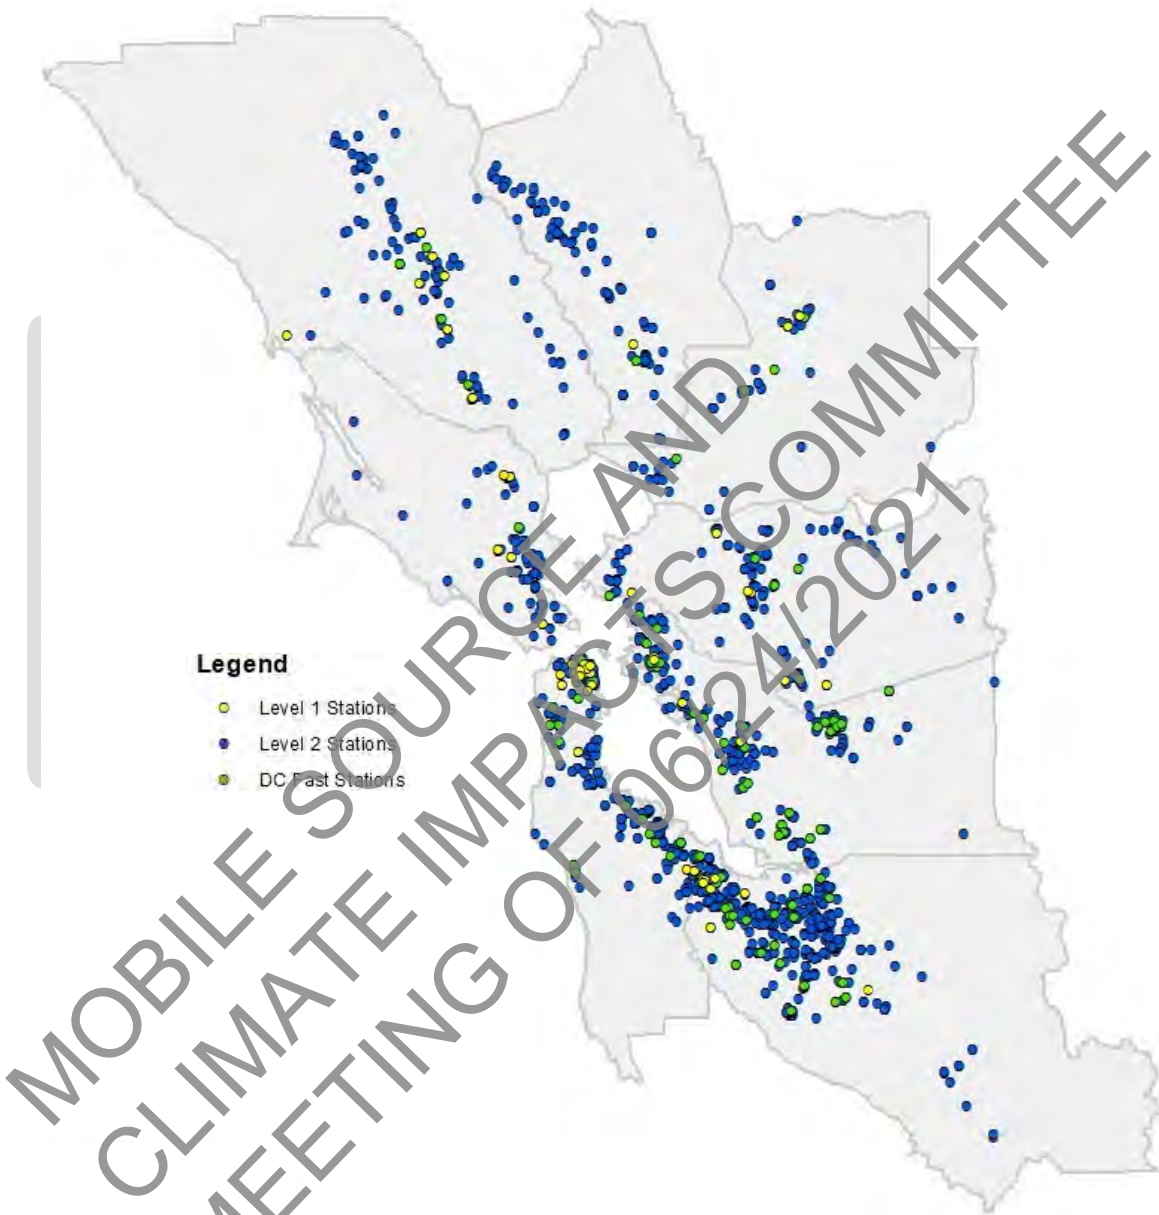 Legend
Level 1 Stations
Level 2 Stations
DC Fast Stations
MOBILE SOURCE AND
CLIMATE IMPACTS COMMITTEE
MEETING OF 06/24/2021